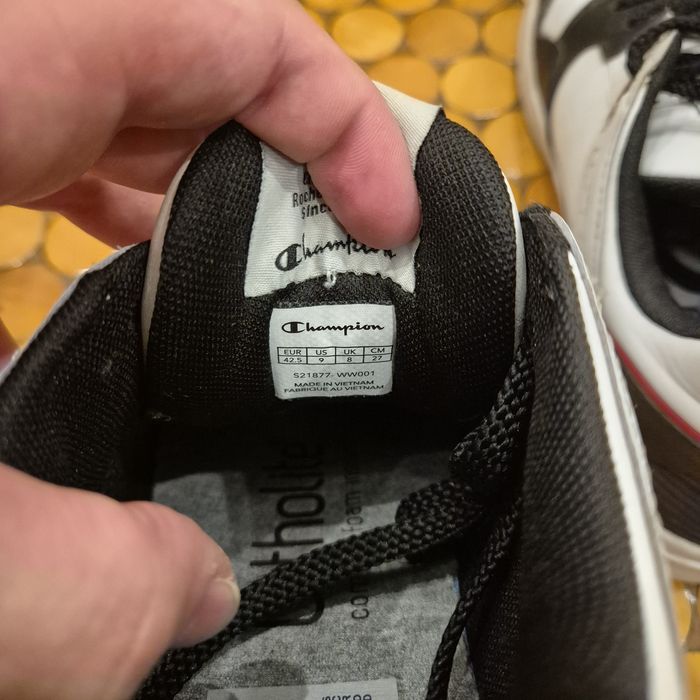 Champion
Champion
EUR US UK CM
42.5 9 8 27
S21877- WW001
MADE IN VIETNAM
FABRIQUE AU VIETNAM